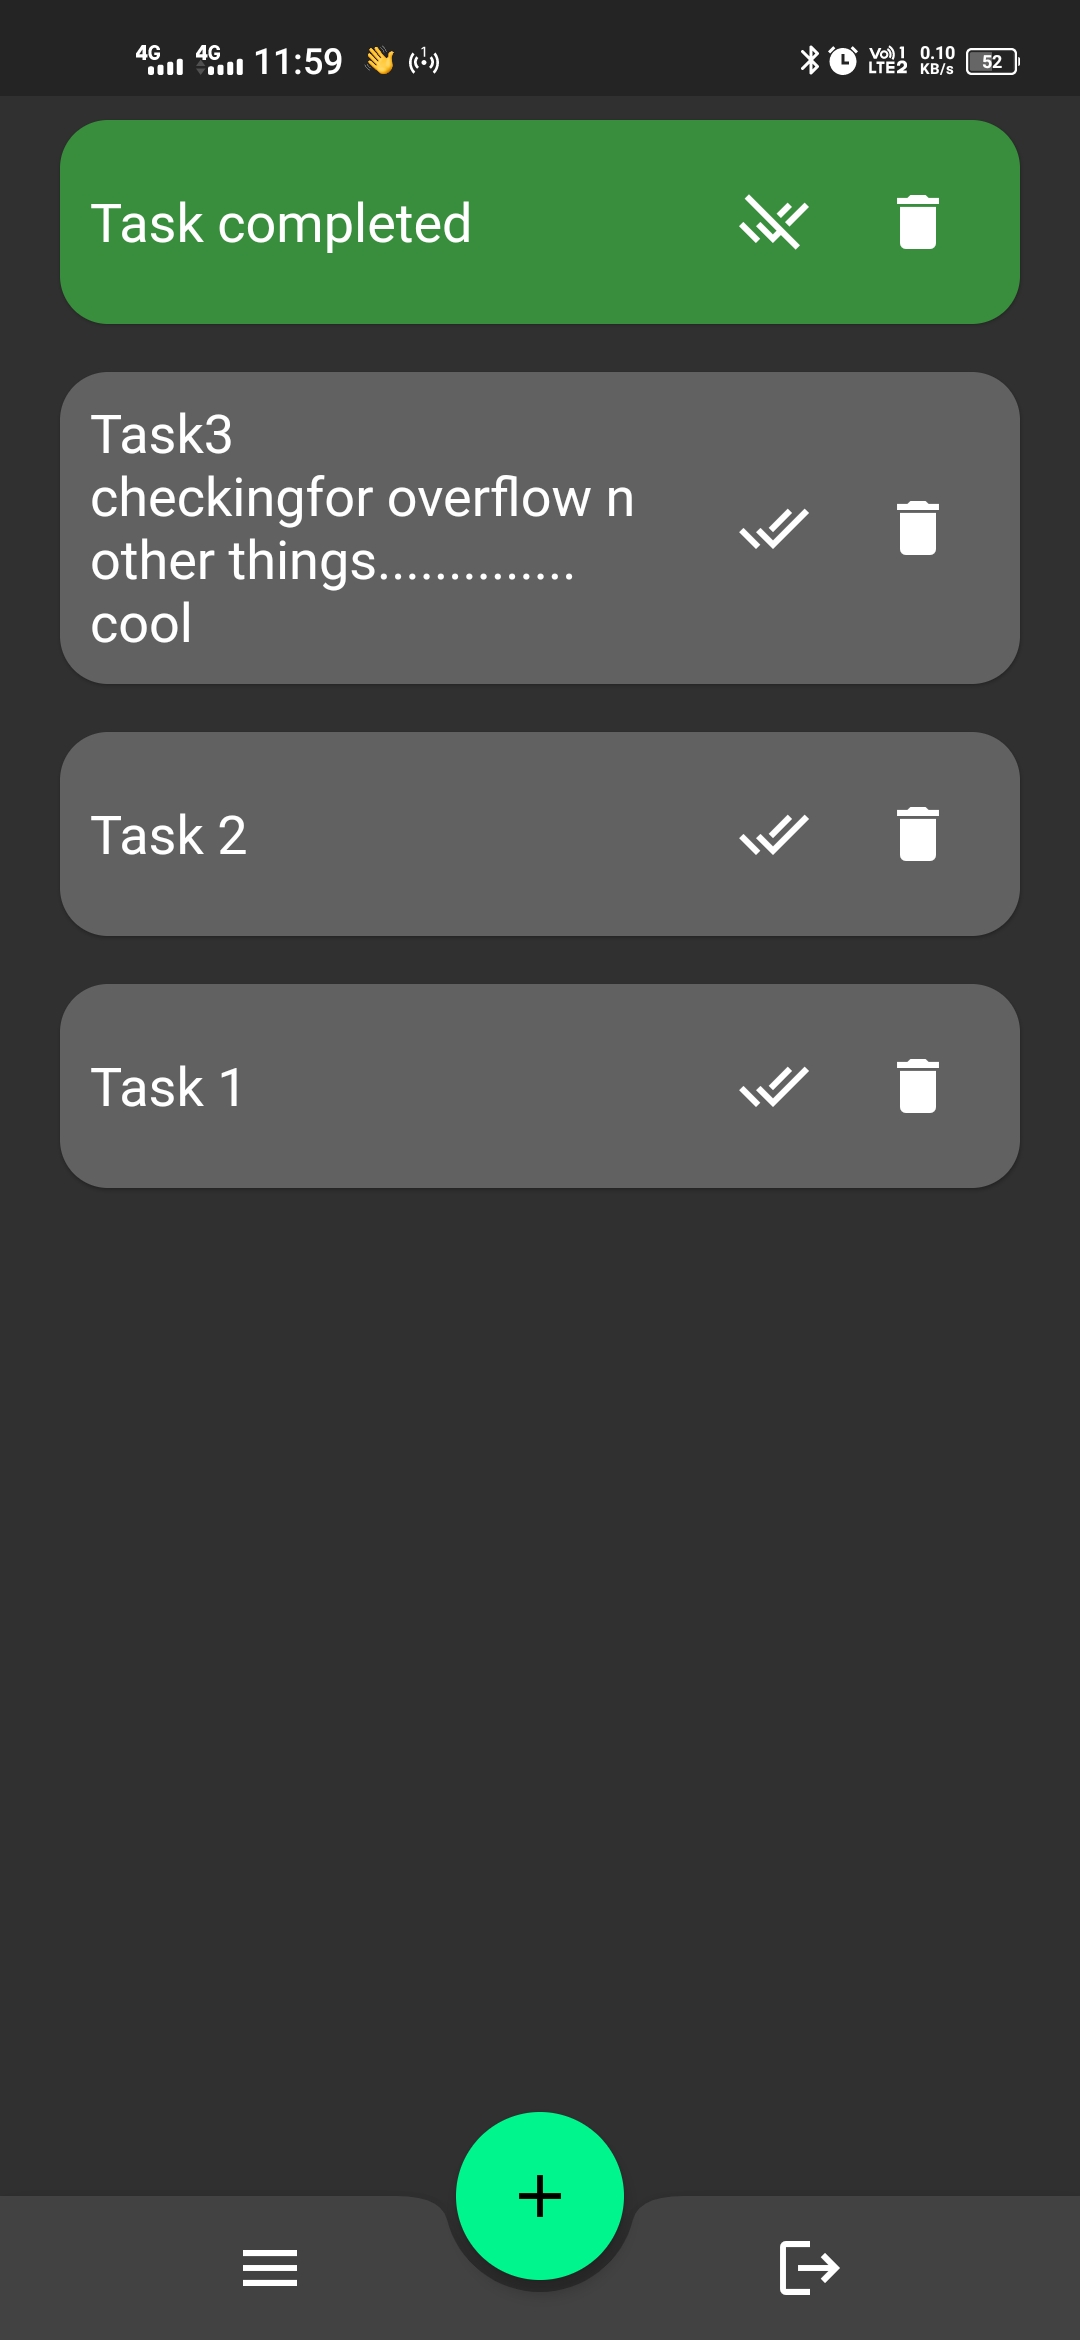 4G 4G 11:59 Vo 1 LTE2 0.10 KB/s 52
Task completed
Task3
checkingfor overflow n
other things..............
cool
Task 2
Task 1